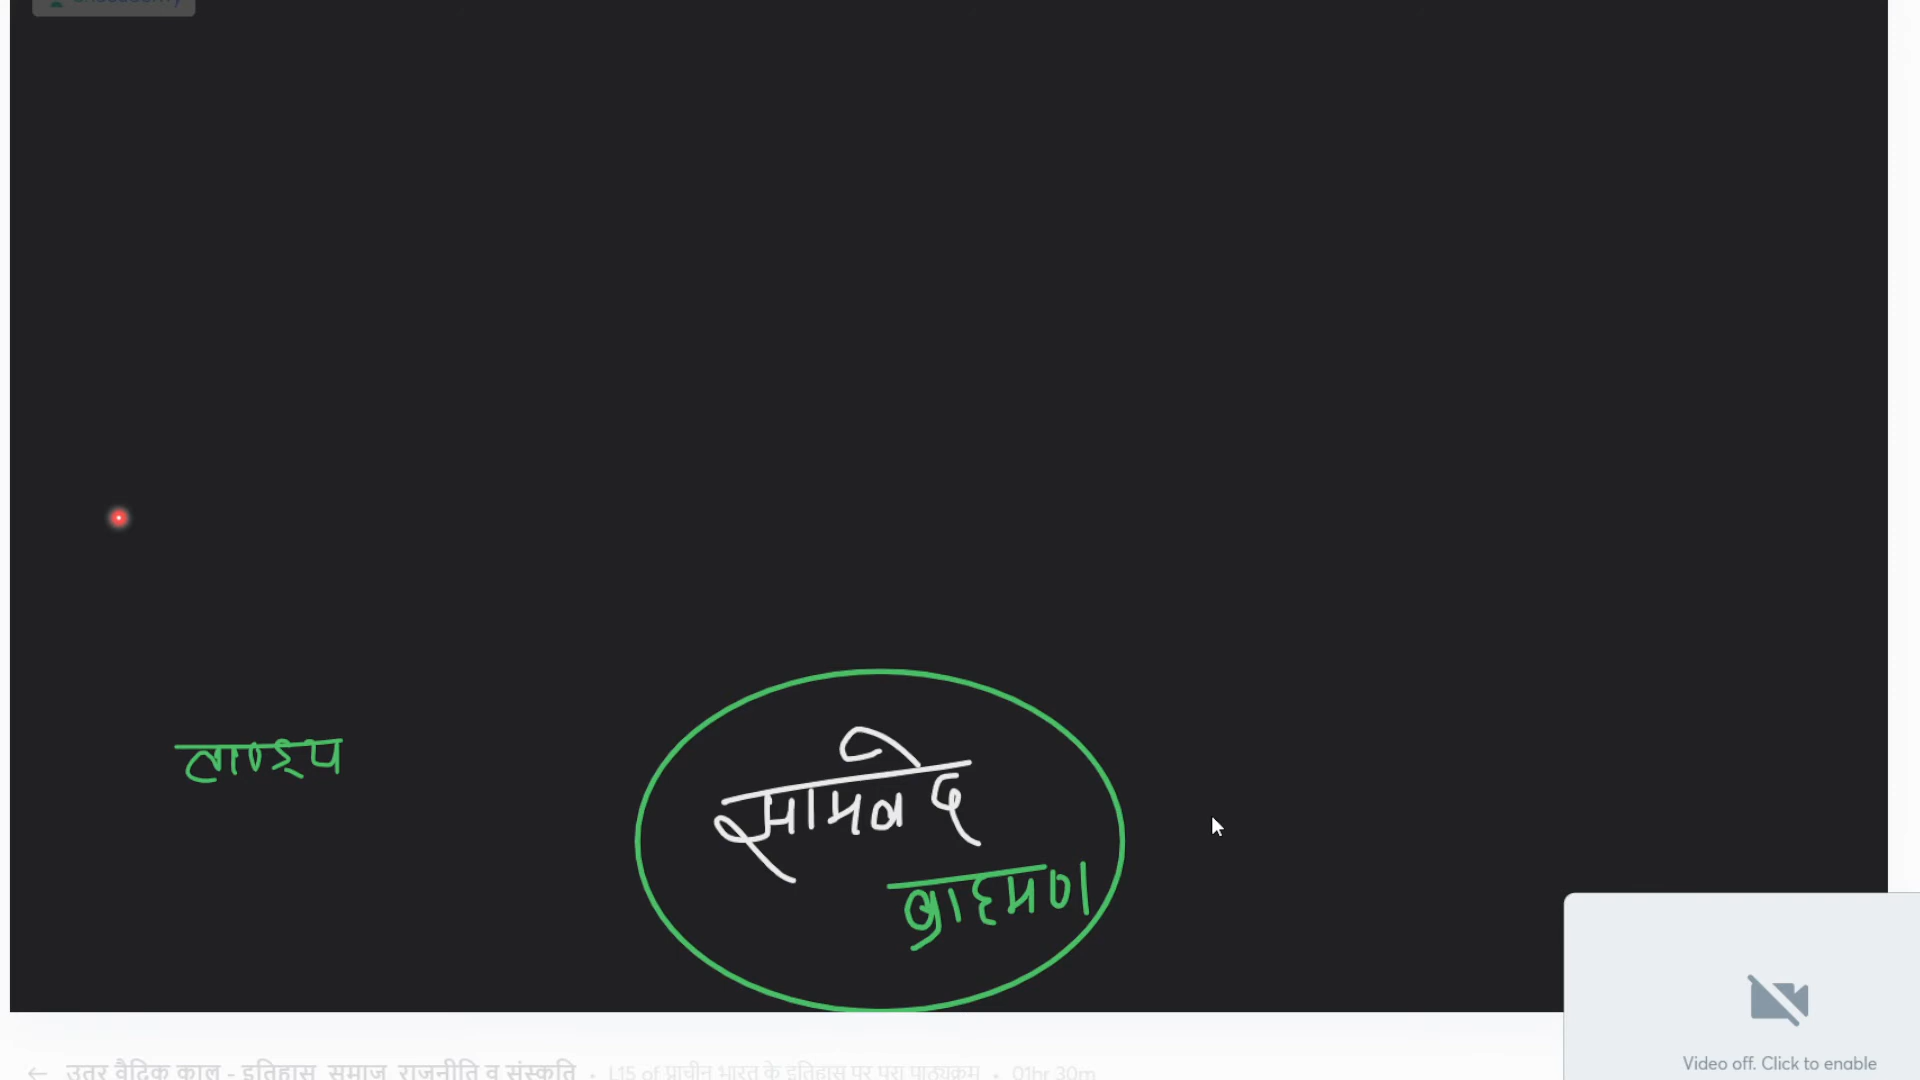 ताण्ड्य
सामवेद
ब्राह्मण
Video off. Click to enable
← उत्तर वैदिक काल - इतिहास, समाज, राजनीति व संस्कृति • L15 of प्राचीन भारत के इतिहास पर पूरा पाठ्यक्रम • 01hr 30m